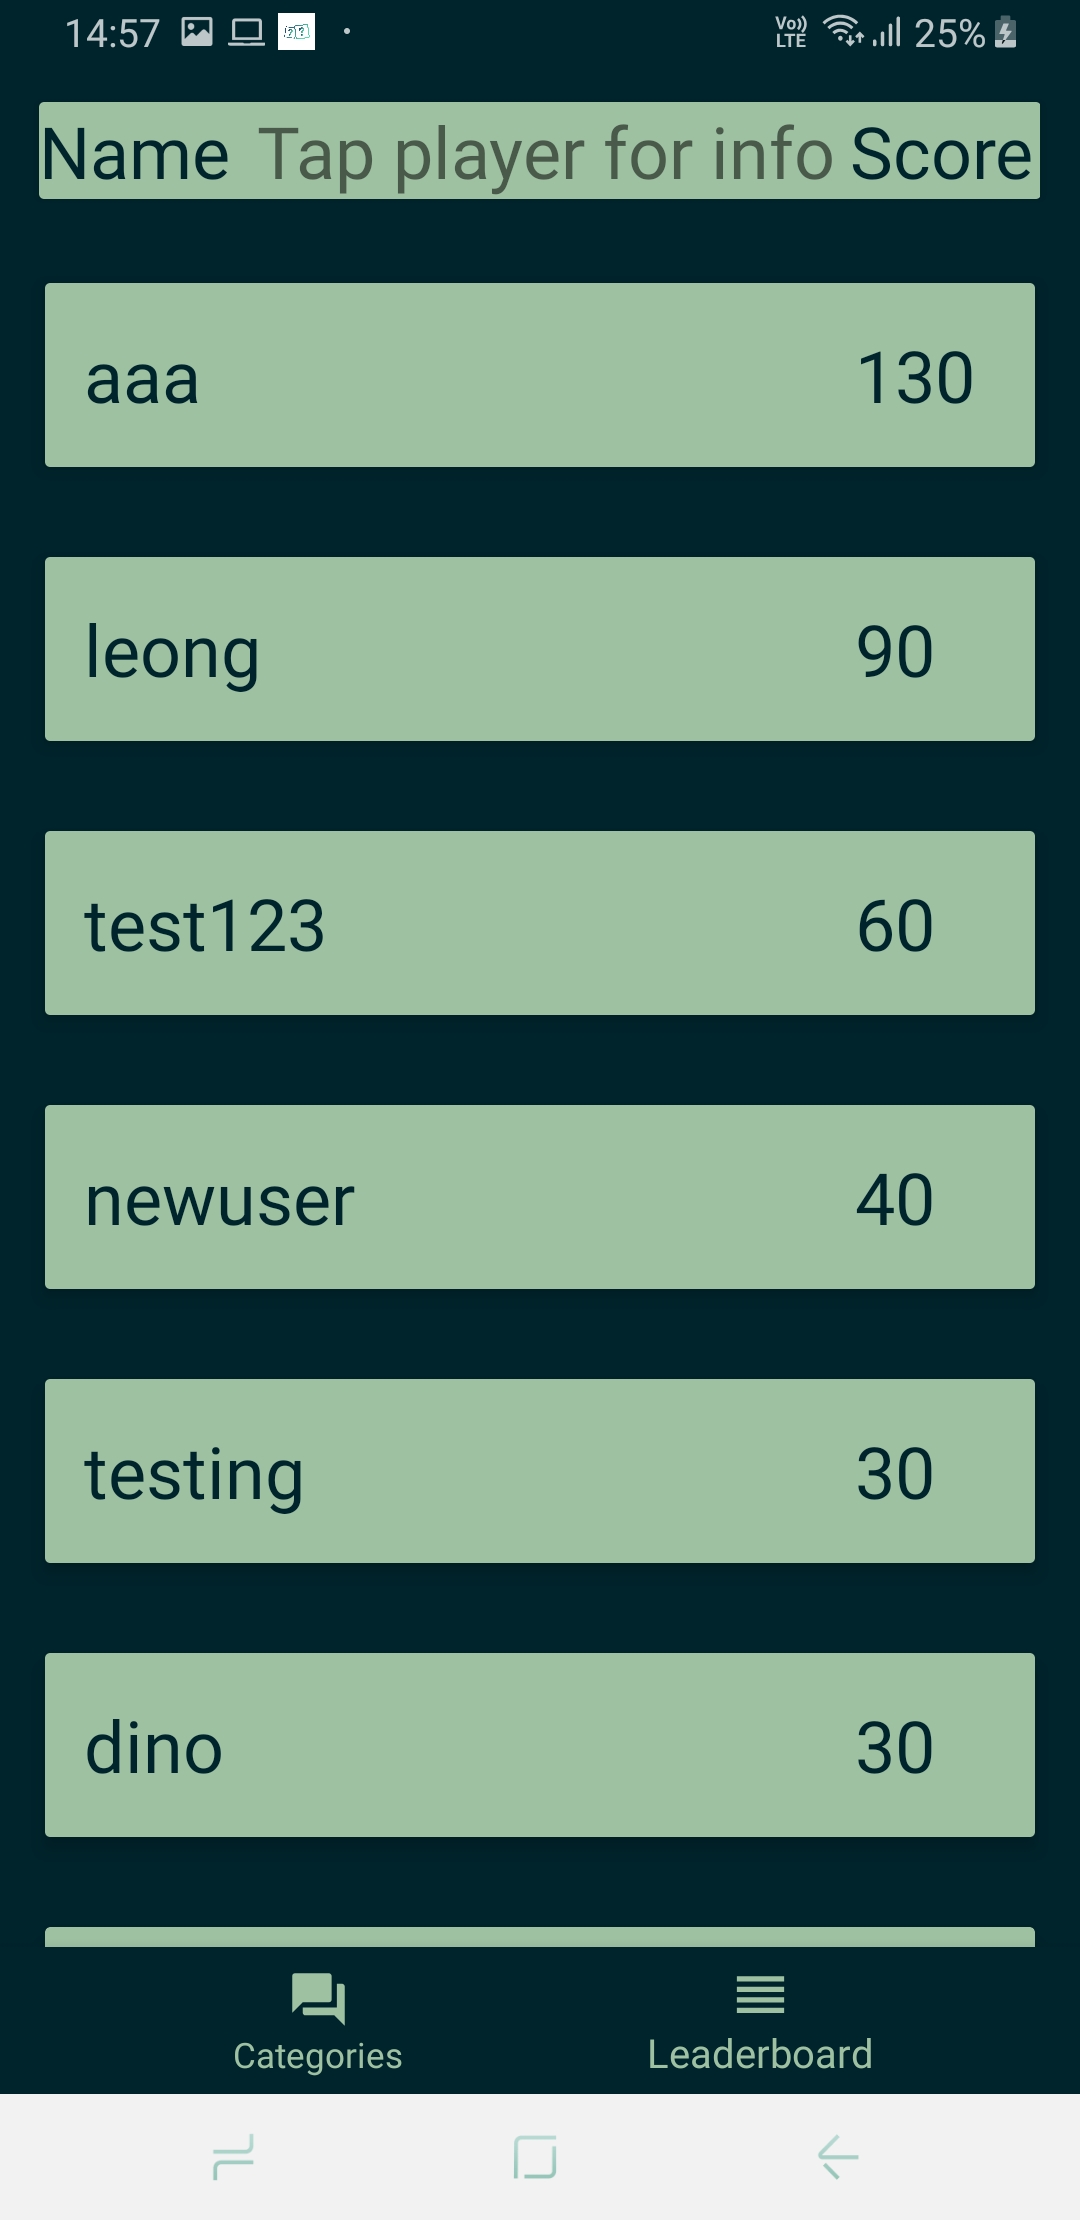 14:57 Vo)) LTE 25%
Name Tap player for info Score
aaa 130
leong 90
test123 60
newuser 40
testing 30
dino 30
Categories Leaderboard